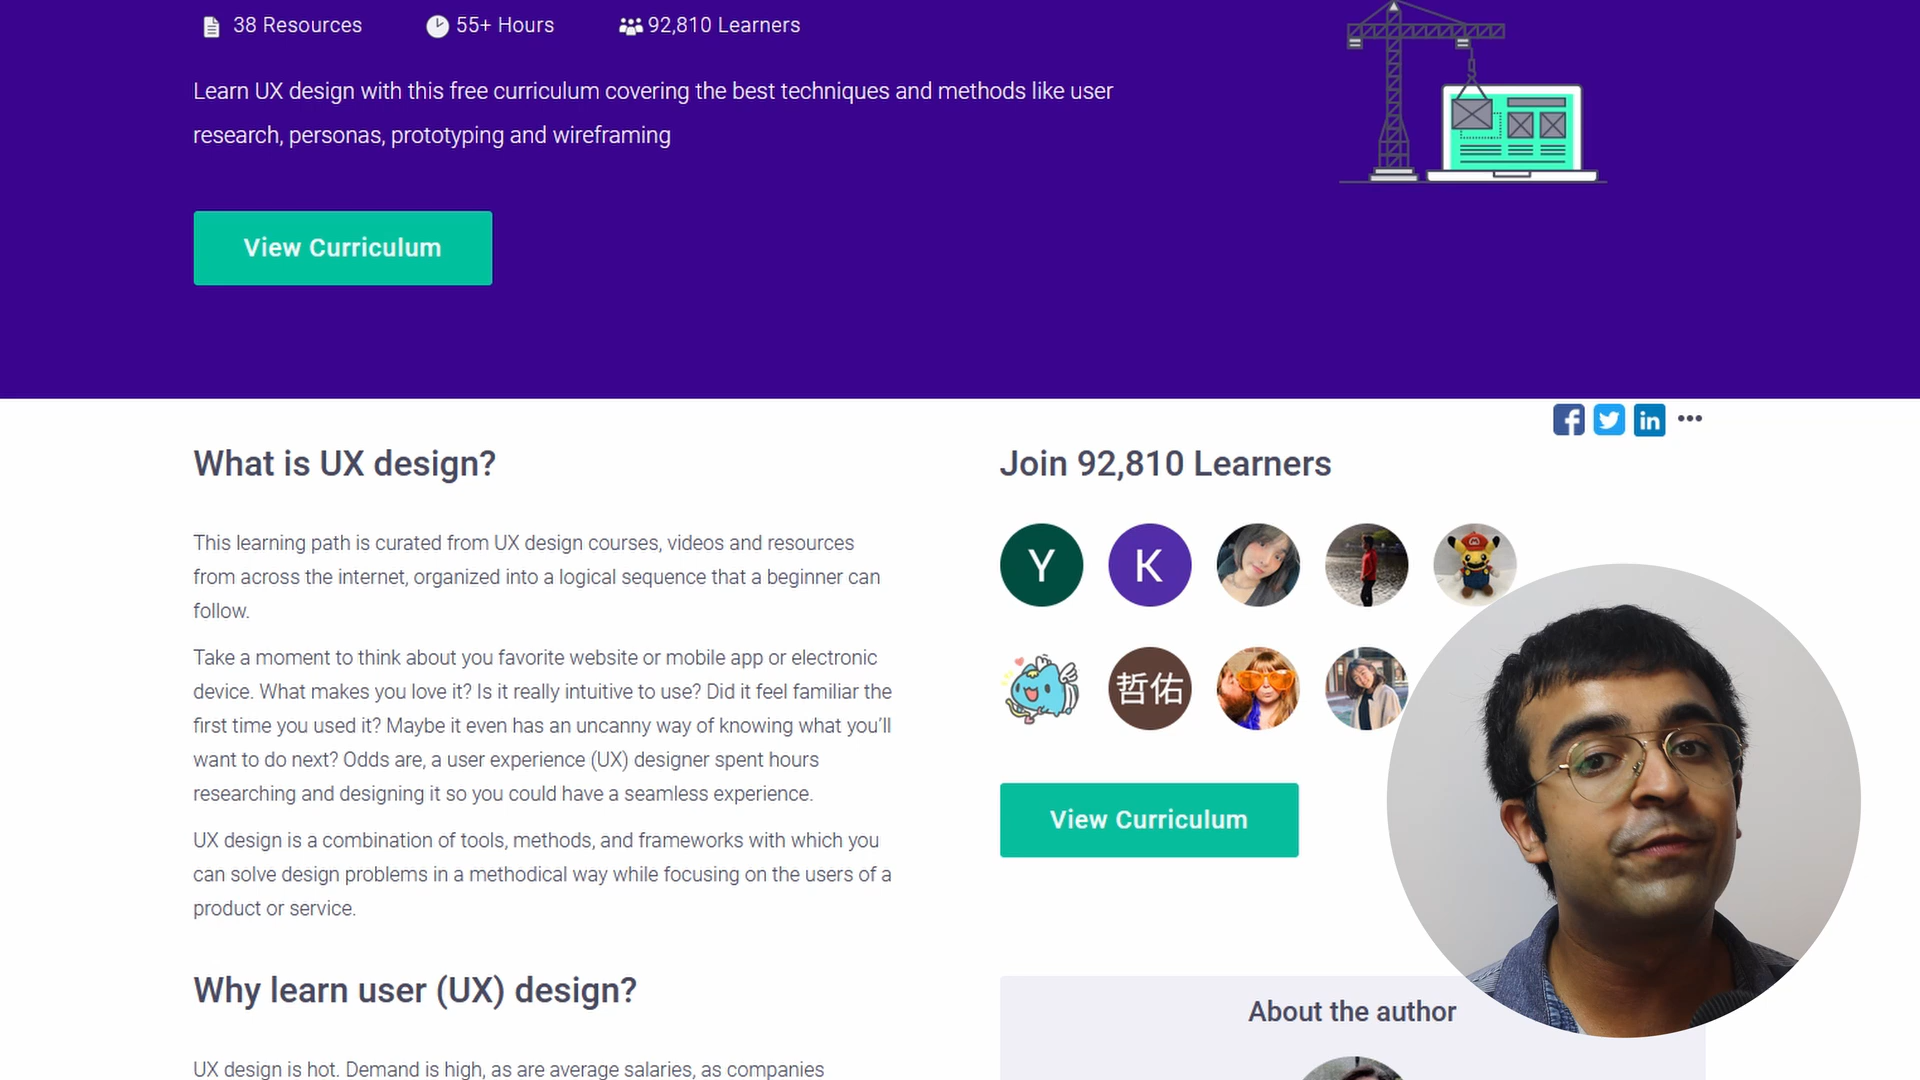 38 Resources 55+ Hours 92,810 Learners
Learn UX design with this free curriculum covering the best techniques and methods like user
research, personas, prototyping and wireframing
View Curriculum
What is UX design?
This learning path is curated from UX design courses, videos and resources
from across the internet, organized into a logical sequence that a beginner can
follow.
Take a moment to think about you favorite website or mobile app or electronic
device. What makes you love it? Is it really intuitive to use? Did it feel familiar the
first time you used it? Maybe it even has an uncanny way of knowing what you’ll
want to do next? Odds are, a user experience (UX) designer spent hours
researching and designing it so you could have a seamless experience.
UX design is a combination of tools, methods, and frameworks with which you
can solve design problems in a methodical way while focusing on the users of a
product or service.
Why learn user (UX) design?
UX design is hot. Demand is high, as are average salaries, as companies
Join 92,810 Learners
Y K
哲佑
View Curriculum
About the author